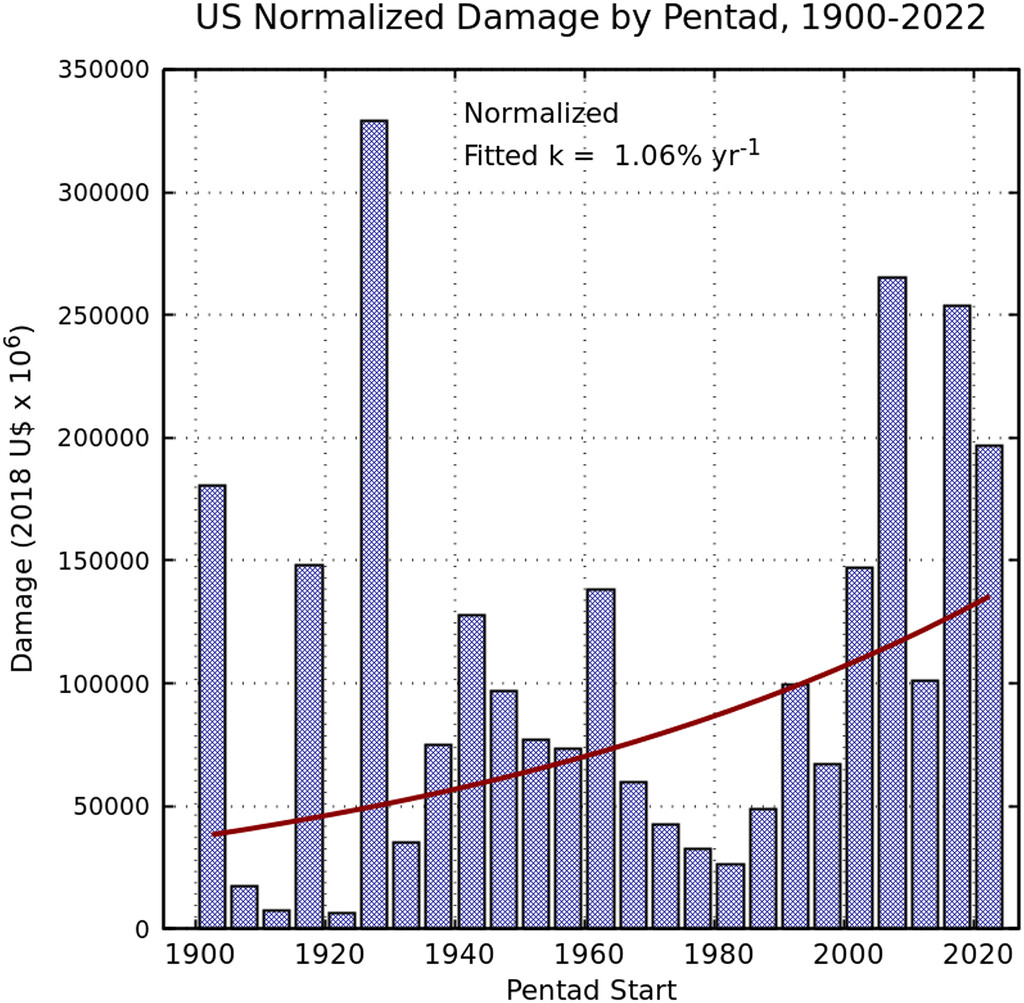 US Normalized Damage by Pentad, 1900-2022
350000
300000
250000
200000
150000
100000
50000
0
Damage (2018 U$ x 10⁶)
Normalized
Fitted k = 1.06% yr⁻¹
1900 1920 1940 1960 1980 2000 2020
Pentad Start